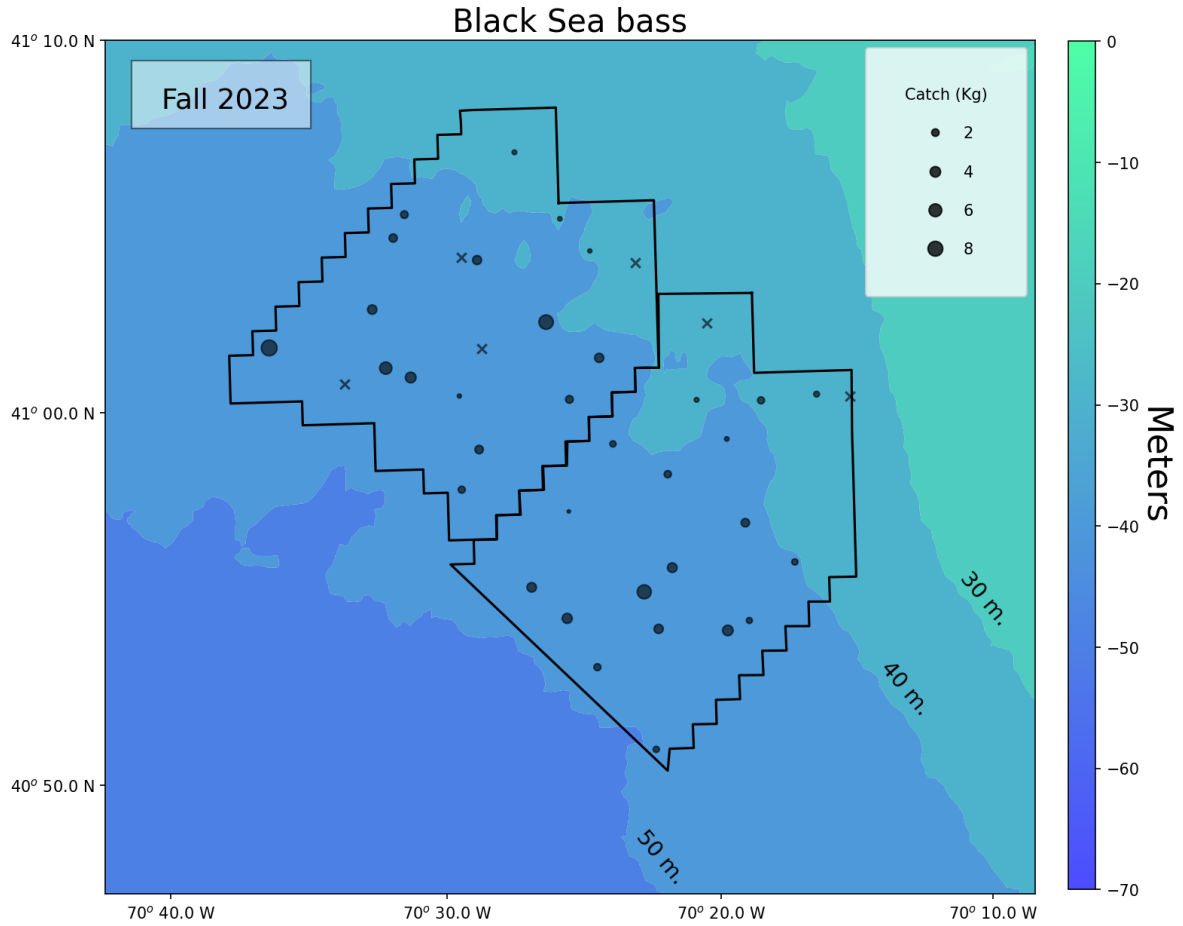 Black Sea bass
41° 10.0 N
Fall 2023
Catch (Kg)
2
4
6
8
0
−10
−20
−30
−40
−50
−60
−70
Meters
41° 00.0 N
30 m.
40 m.
40° 50.0 N
50 m.
70° 40.0 W
70° 30.0 W
70° 20.0 W
70° 10.0 W